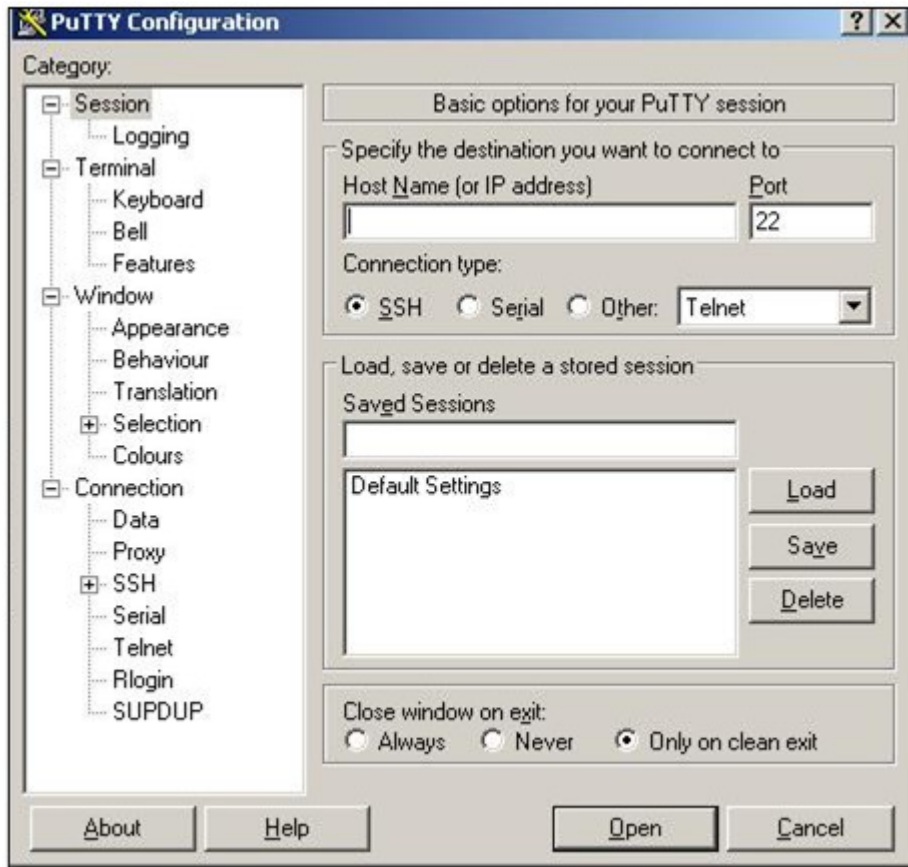 PuTTY Configuration
Category:
Session
Logging
Terminal
Keyboard
Bell
Features
Window
Appearance
Behaviour
Translation
Selection
Colours
Connection
Data
Proxy
SSH
Serial
Telnet
Rlogin
SUPDUP
Basic options for your PuTTY session
Specify the destination you want to connect to
Host Name (or IP address) Port
22
Connection type:
SSH Serial Other: Telnet
Load, save or delete a stored session
Saved Sessions
Default Settings
Load
Save
Delete
Close window on exit:
Always Never Only on clean exit
About Help Open Cancel